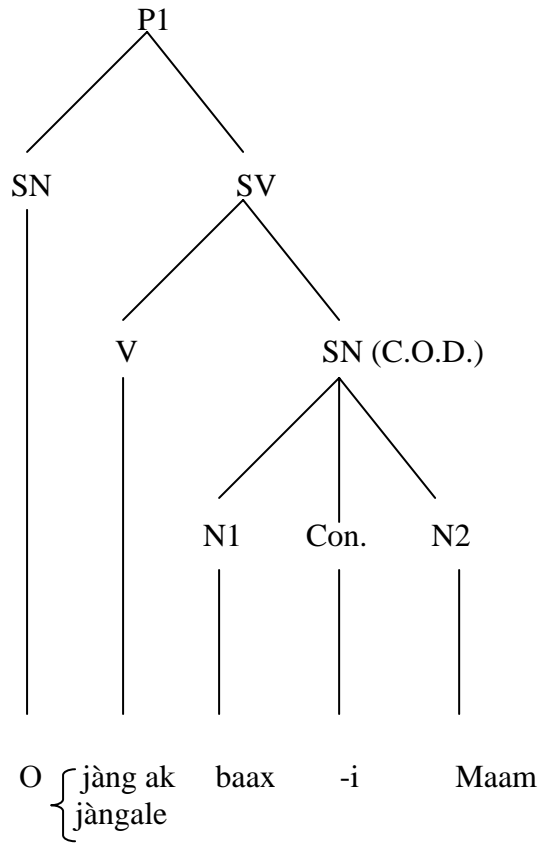 P1
SN SV
V SN (C.O.D.)
N1 Con. N2
O jàng ak baax -i Maam
jàngale